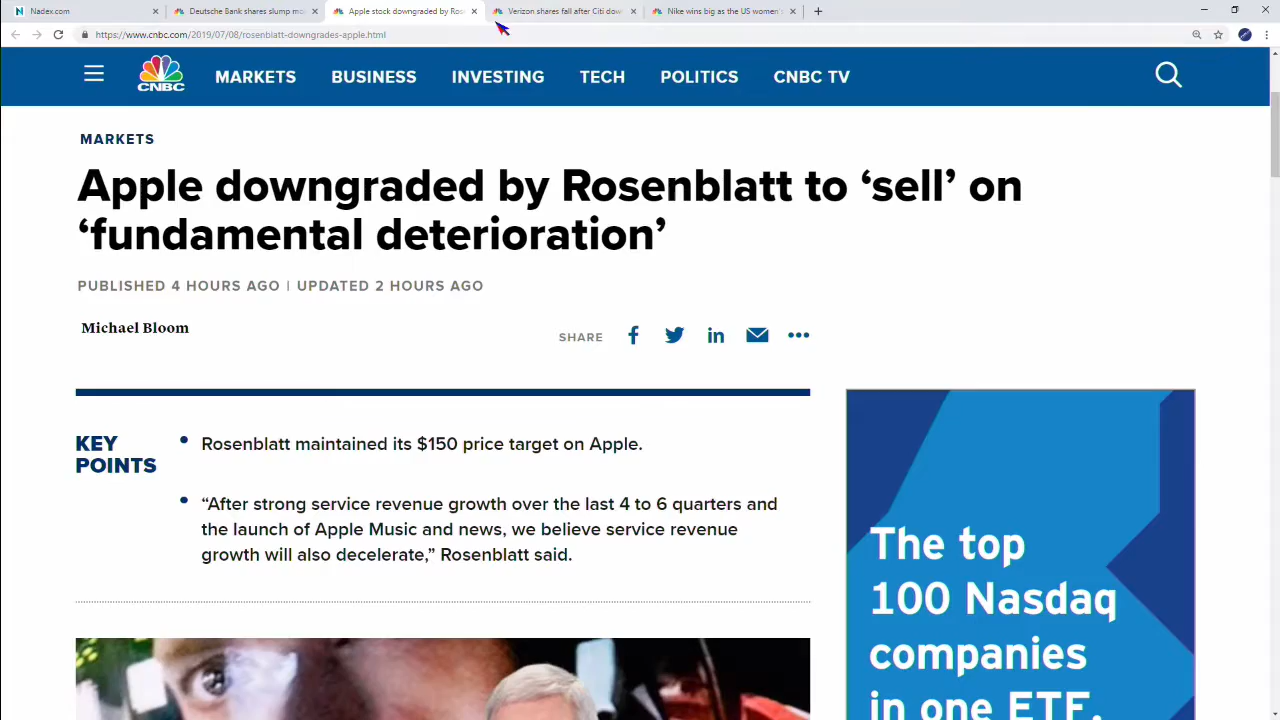 Nadex.com
Deutsche Bank shares slump mo
Apple stock downgraded by Rose
Verizon shares fall after Citi dow
Nike wins big as the US women's
https://www.cnbc.com/2019/07/08/rosenblatt-downgrades-apple.html
CNBC
MARKETS BUSINESS INVESTING TECH POLITICS CNBC TV
MARKETS
Apple downgraded by Rosenblatt to ‘sell’ on
‘fundamental deterioration’
PUBLISHED 4 HOURS AGO | UPDATED 2 HOURS AGO
Michael Bloom
SHARE
KEY
POINTS
Rosenblatt maintained its $150 price target on Apple.
“After strong service revenue growth over the last 4 to 6 quarters and
the launch of Apple Music and news, we believe service revenue
growth will also decelerate,” Rosenblatt said.
The top
100 Nasdaq
companies
in one ETF.